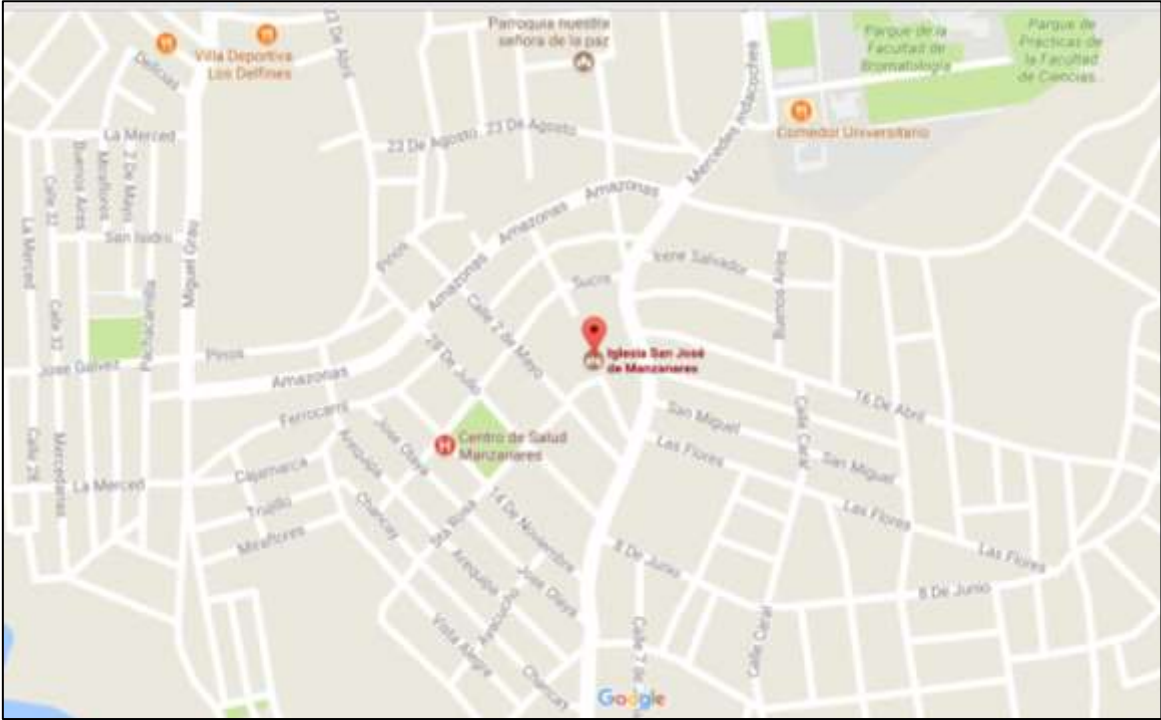 Parroquia nuestra
señora de la paz
Parque de la
Facultad de
Bromatología
Parque de
Prácticas de
la Facultad
de Ciencias...
23 De Abril
Mercedes Indacochea
Delicias
Villa Deportiva
Los Delfines
Comedor Universitario
La Merced
23 De Agosto
23 De Agosto
Buenos Aires
Miraflores
2 De Mayo
Calle 32
La Merced
San Isidro
Amazonas
Amazonas
Amazonas
Pinos
Miguel Grau
Pachacamilla
Irene Salvador
Sucre
Buenos Aires
Calle 32
Calle 2 de Mayo
28 De Julio
Iglesia San José
de Manzanares
Jose Galvez
Pinos
Amazonas
Ferrocarril
16 De Abril
San Miguel
Calle Caral
San Miguel
Las Flores
Las Flores
Las Flores
Centro de Salud
Manzanares
Jose Olaya
Arequipa
Calle 29
Mercedarias
La Merced
Cajamarca
Trujillo
Miraflores
Chancay
Sta Rosa
14 De Noviembre
Arequipa
Jose Olaya
Ayacucho
Vista Alegre
Chancay
8 De Junio
8 De Junio
Calle Caral
Calle 7 de
Google